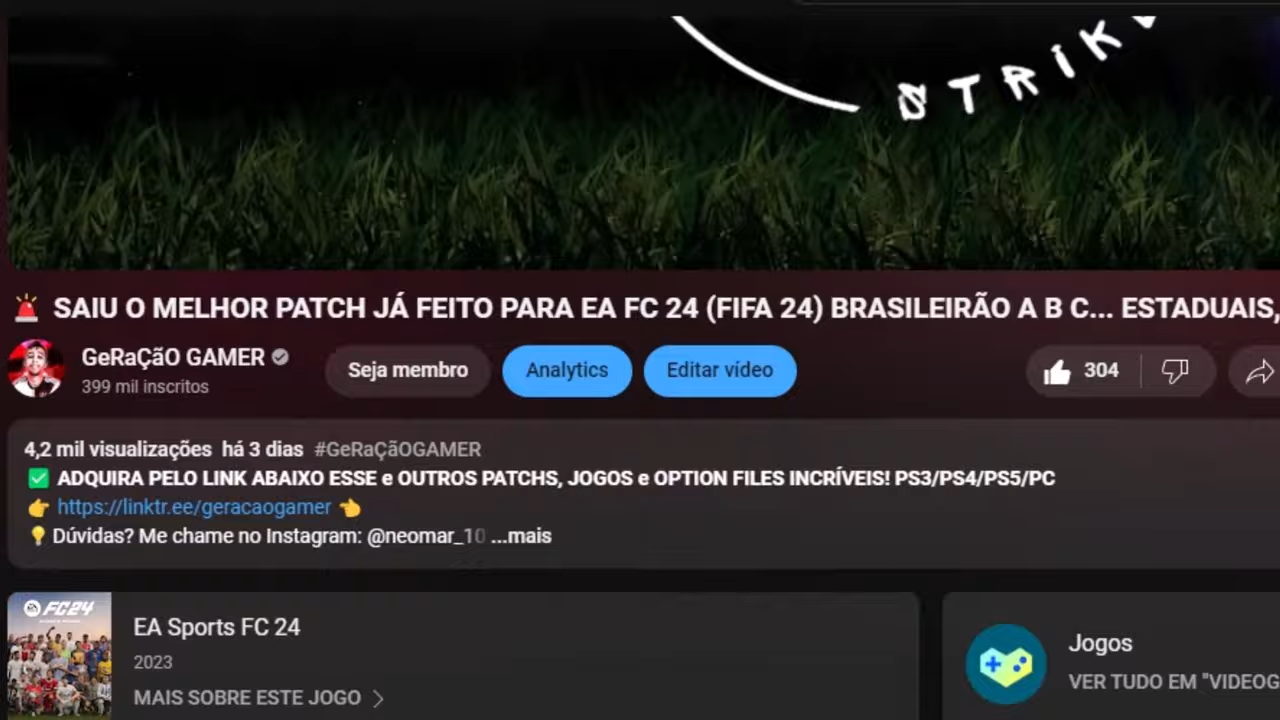 STRIK
SAIU O MELHOR PATCH JÁ FEITO PARA EA FC 24 (FIFA 24) BRASILEIRÃO A B C... ESTADUAIS,
GeRaÇãO GAMER
399 mil inscritos
Seja membro
Analytics
Editar vídeo
304
4,2 mil visualizações há 3 dias #GeRaÇãOGAMER
ADQUIRA PELO LINK ABAIXO ESSE e OUTROS PATCHS, JOGOS e OPTION FILES INCRÍVEIS! PS3/PS4/PS5/PC
https://linktr.ee/geracaogamer
Dúvidas? Me chame no Instagram: @neomar_10 ...mais
FC24
EA Sports FC 24
2023
MAIS SOBRE ESTE JOGO
Jogos
VER TUDO EM "VIDEOG